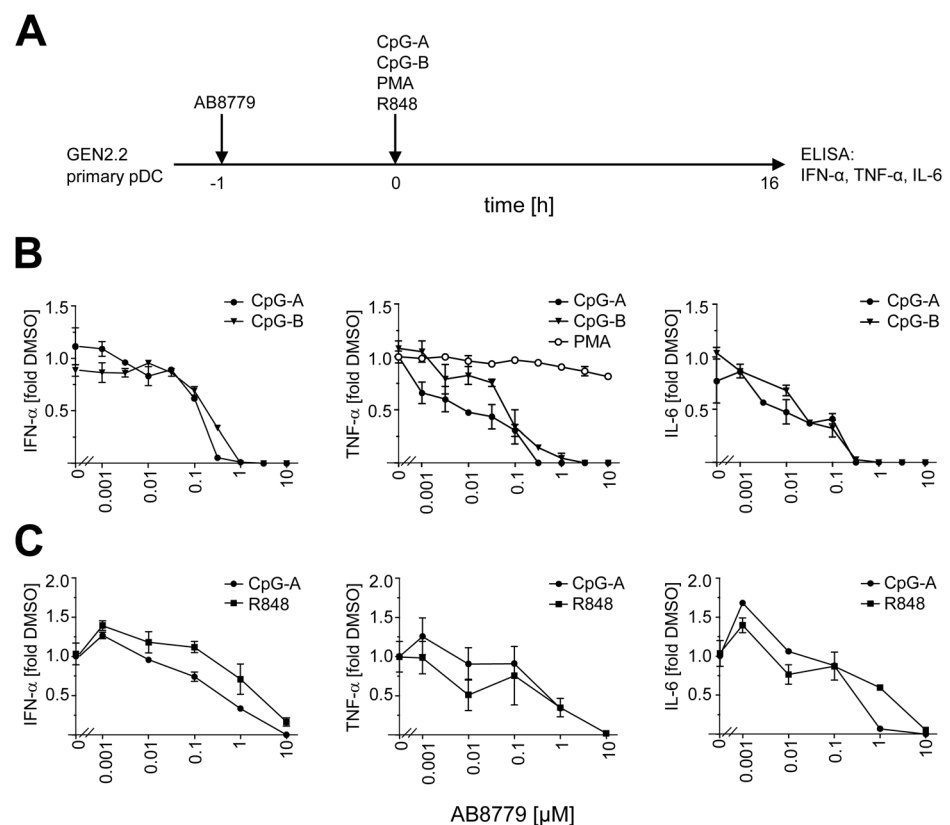 A
CpG-A
CpG-B
PMA
R848
AB8779
GEN2.2
primary pDC
-1
0
16
time [h]
ELISA:
IFN-α, TNF-α, IL-6
B
IFN-α [fold DMSO]
1.5
1.0
0.5
0
0.001
0.01
0.1
1
10
CpG-A
CpG-B
TNF-α [fold DMSO]
1.5
1.0
0.5
0
0.001
0.01
0.1
1
10
CpG-A
CpG-B
PMA
IL-6 [fold DMSO]
1.5
1.0
0.5
0
0.001
0.01
0.1
1
10
CpG-A
CpG-B
C
IFN-α [fold DMSO]
2.0
1.5
1.0
0.5
0
0.001
0.01
0.1
1
10
CpG-A
R848
TNF-α [fold DMSO]
2.0
1.5
1.0
0.5
0
0.001
0.01
0.1
1
10
CpG-A
R848
IL-6 [fold DMSO]
2.0
1.5
1.0
0.5
0
0.001
0.01
0.1
1
10
CpG-A
R848
AB8779 [µM]